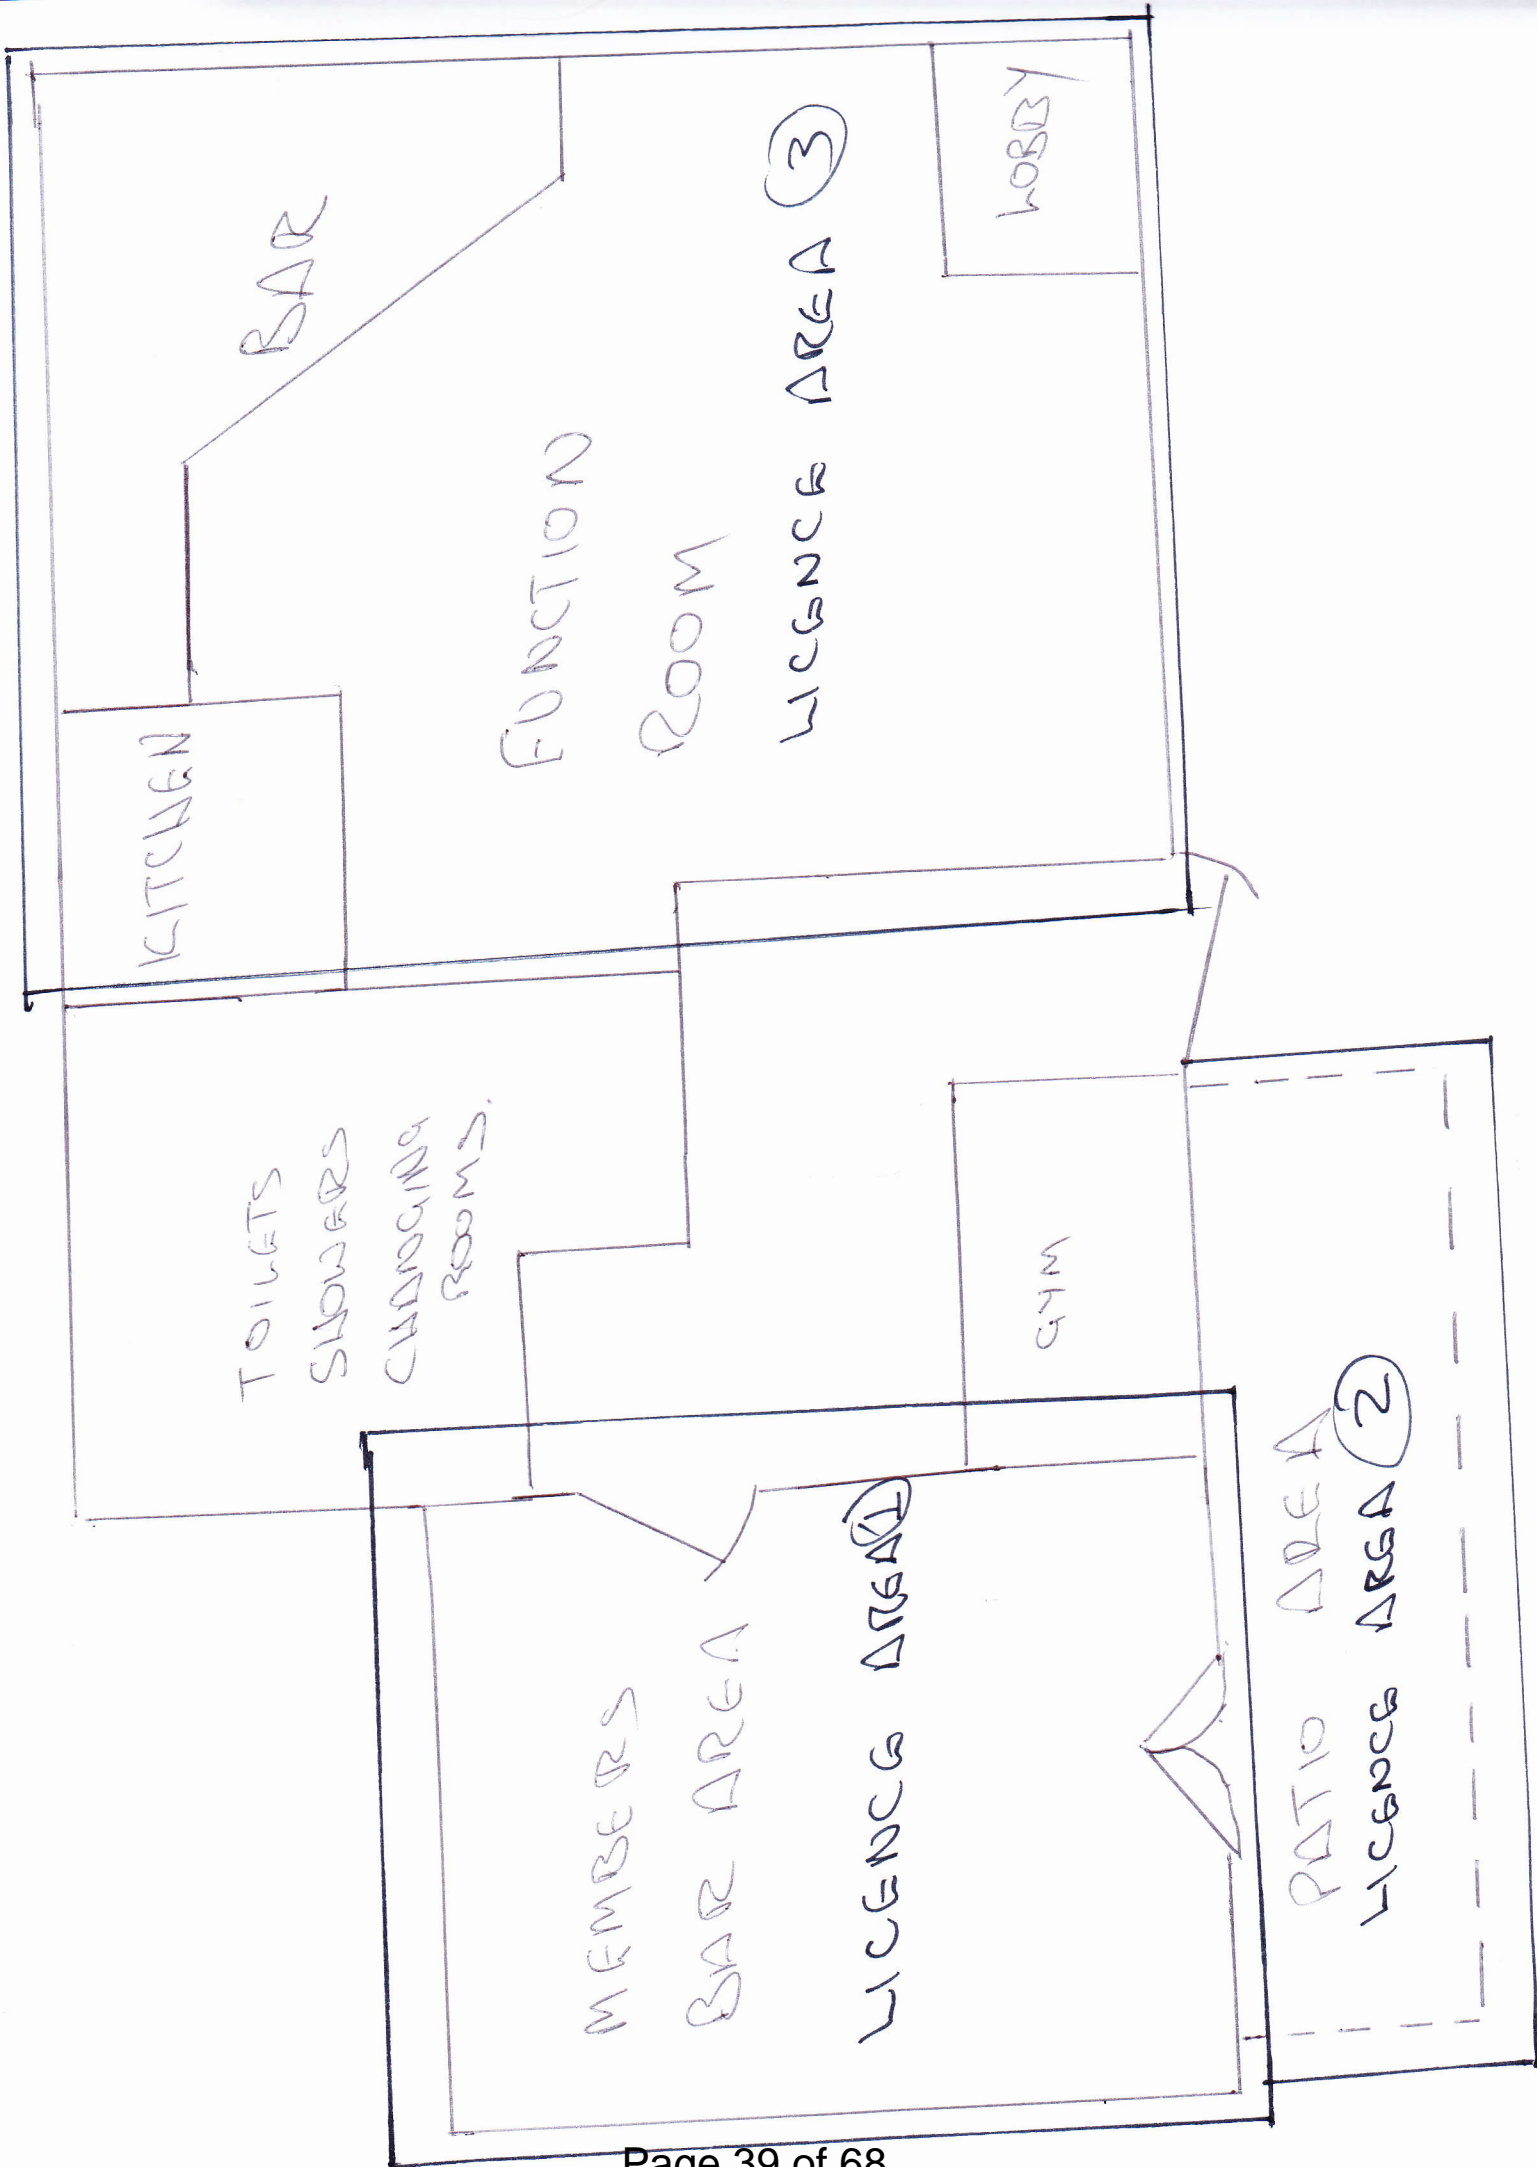 BAR
KITCHEN
FUNCTION
ROOM
LICENCE AREA 3
LOBBY
TOILETS
SHOWERS
CHANGING
ROOMS.
GYM
MEMBERS
BAR AREA
LICENCE AREA 1
PATIO AREA
LICENCE AREA 2
Page 39 of 68